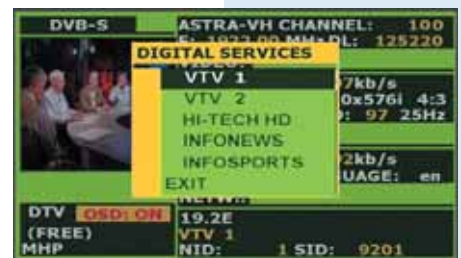 DVB-S
ASTRA-VH CHANNEL: 100
DL: 125220
DIGITAL SERVICES
VTV 1
7kb/s
VTV 2
0x576i 4:3
HI-TECH HD
97 25Hz
INFONEWS
INFOSPORTS
2kb/s
UAGE: en
EXIT
DTV OSD: ON
19.2E
(FREE)
VTV 1
MHP
NID: 1 SID: 9201